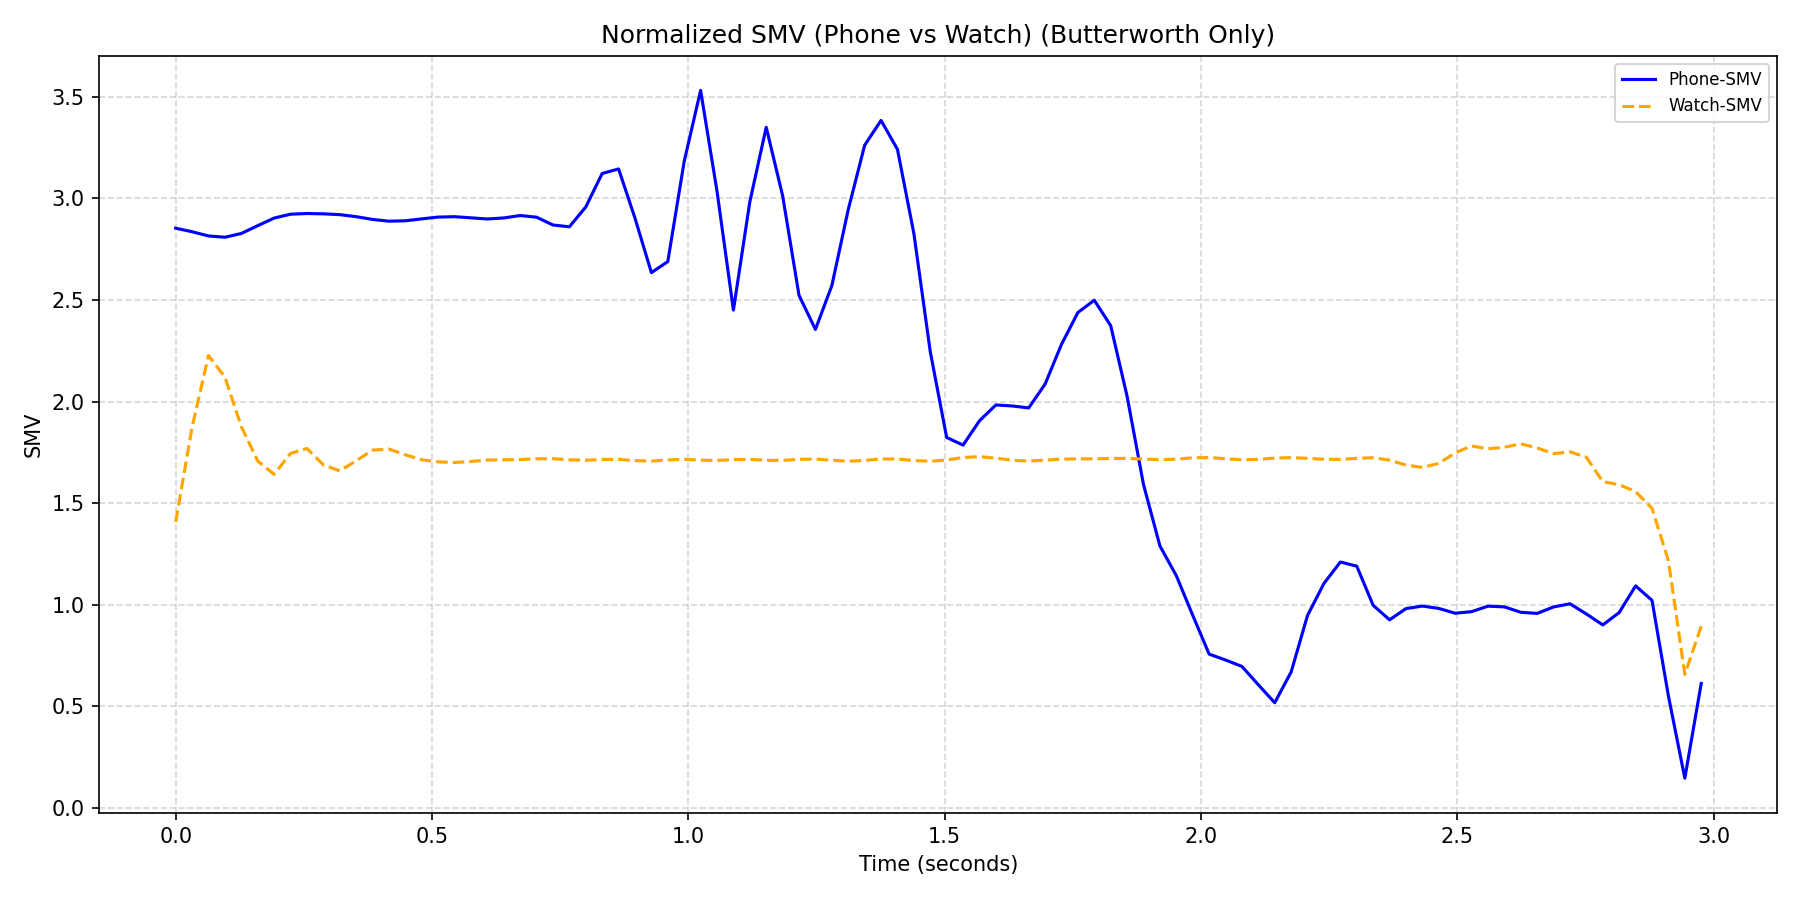 Normalized SMV (Phone vs Watch) (Butterworth Only)
Phone-SMV
Watch-SMV
3.5
3.0
2.5
2.0
1.5
1.0
0.5
0.0
SMV
0.0 0.5 1.0 1.5 2.0 2.5 3.0
Time (seconds)